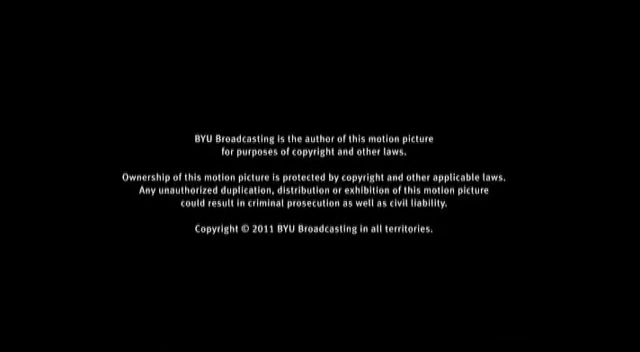 BYU Broadcasting is the author of this motion picture
for purposes of copyright and other laws.
Ownership of this motion picture is protected by copyright and other applicable laws.
Any unauthorized duplication, distribution or exhibition of this motion picture
could result in criminal prosecution as well as civil liability.
Copyright © 2011 BYU Broadcasting in all territories.